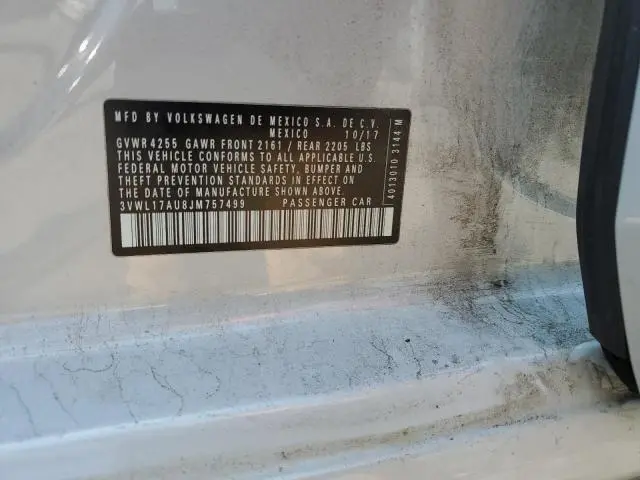 MFD BY VOLKSWAGEN DE MEXICO S.A. DE C.V.
MEXICO 10/17
GVWR 4255 GAWR FRONT 2161 / REAR 2205 LBS
THIS VEHICLE CONFORMS TO ALL APPLICABLE U.S.
FEDERAL MOTOR VEHICLE SAFETY, BUMPER AND
THEFT PREVENTION STANDARDS IN EFFECT ON
THE DATE OF MANUFACTURE SHOWN ABOVE.
3VWL17AU8JM757499 PASSENGER CAR
4013010 3144 M